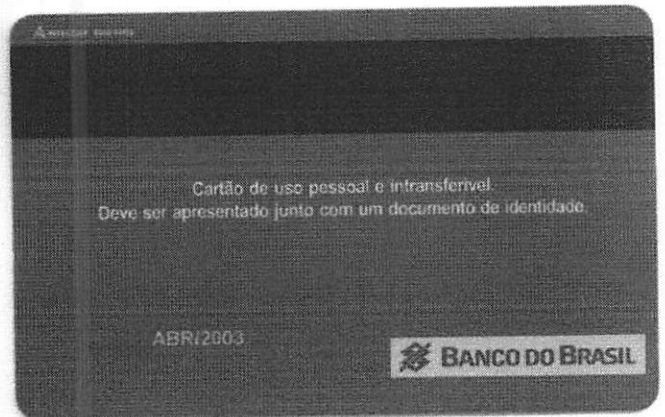 Cartão de uso pessoal e intransferível.
Deve ser apresentado junto com um documento de identidade.
ABR/2003
BANCO DO BRASIL